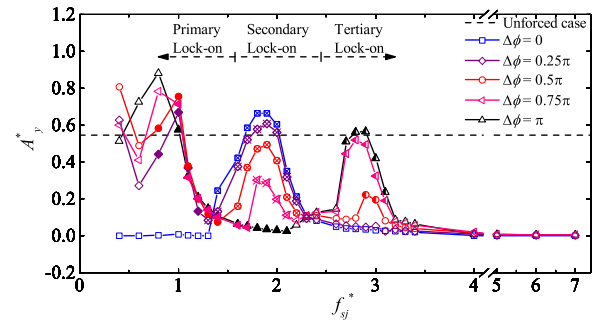 Primary
Lock-on
Secondary
Lock-on
Tertiary
Lock-on
Unforced case
Δϕ = 0
Δϕ = 0.25π
Δϕ = 0.5π
Δϕ = 0.75π
Δϕ = π
1.2
1.0
0.8
0.6
0.4
0.2
0.0
-0.2
A*y
0 1 2 3 4 5 6 7
fsj*